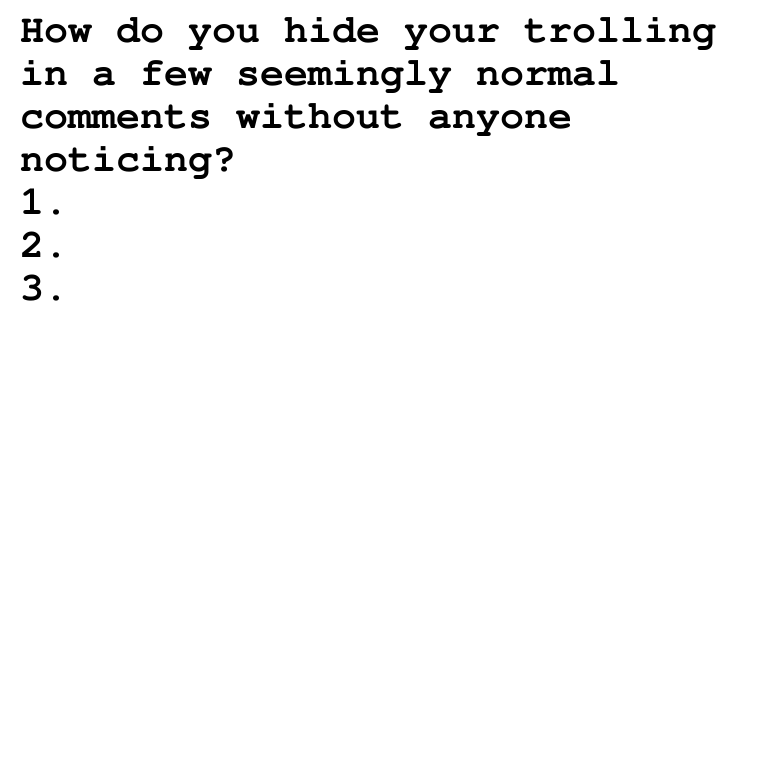 How do you hide your trolling
in a few seemingly normal
comments without anyone
noticing?
1.
2.
3.